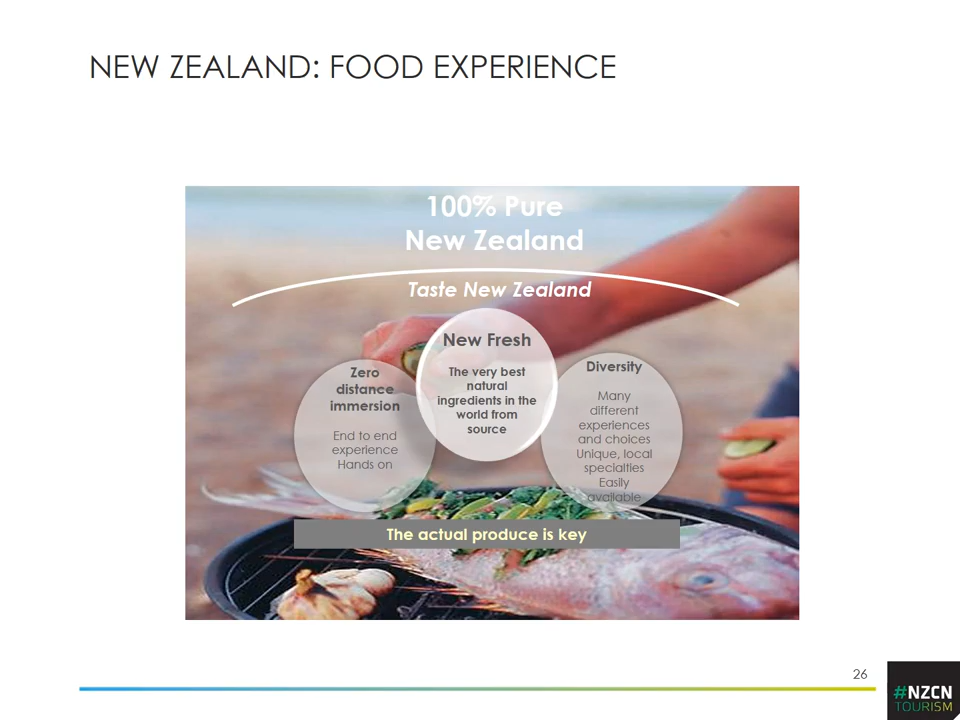 NEW ZEALAND: FOOD EXPERIENCE
100% Pure
New Zealand
Taste New Zealand
New Fresh
The very best
natural
ingredients in the
world from
source
Zero
distance
immersion
End to end
experience
Hands on
Diversity
Many
different
experiences
and choices
Unique, local
specialties
Easily
available
The actual produce is key
26
#NZCN
TOURISM